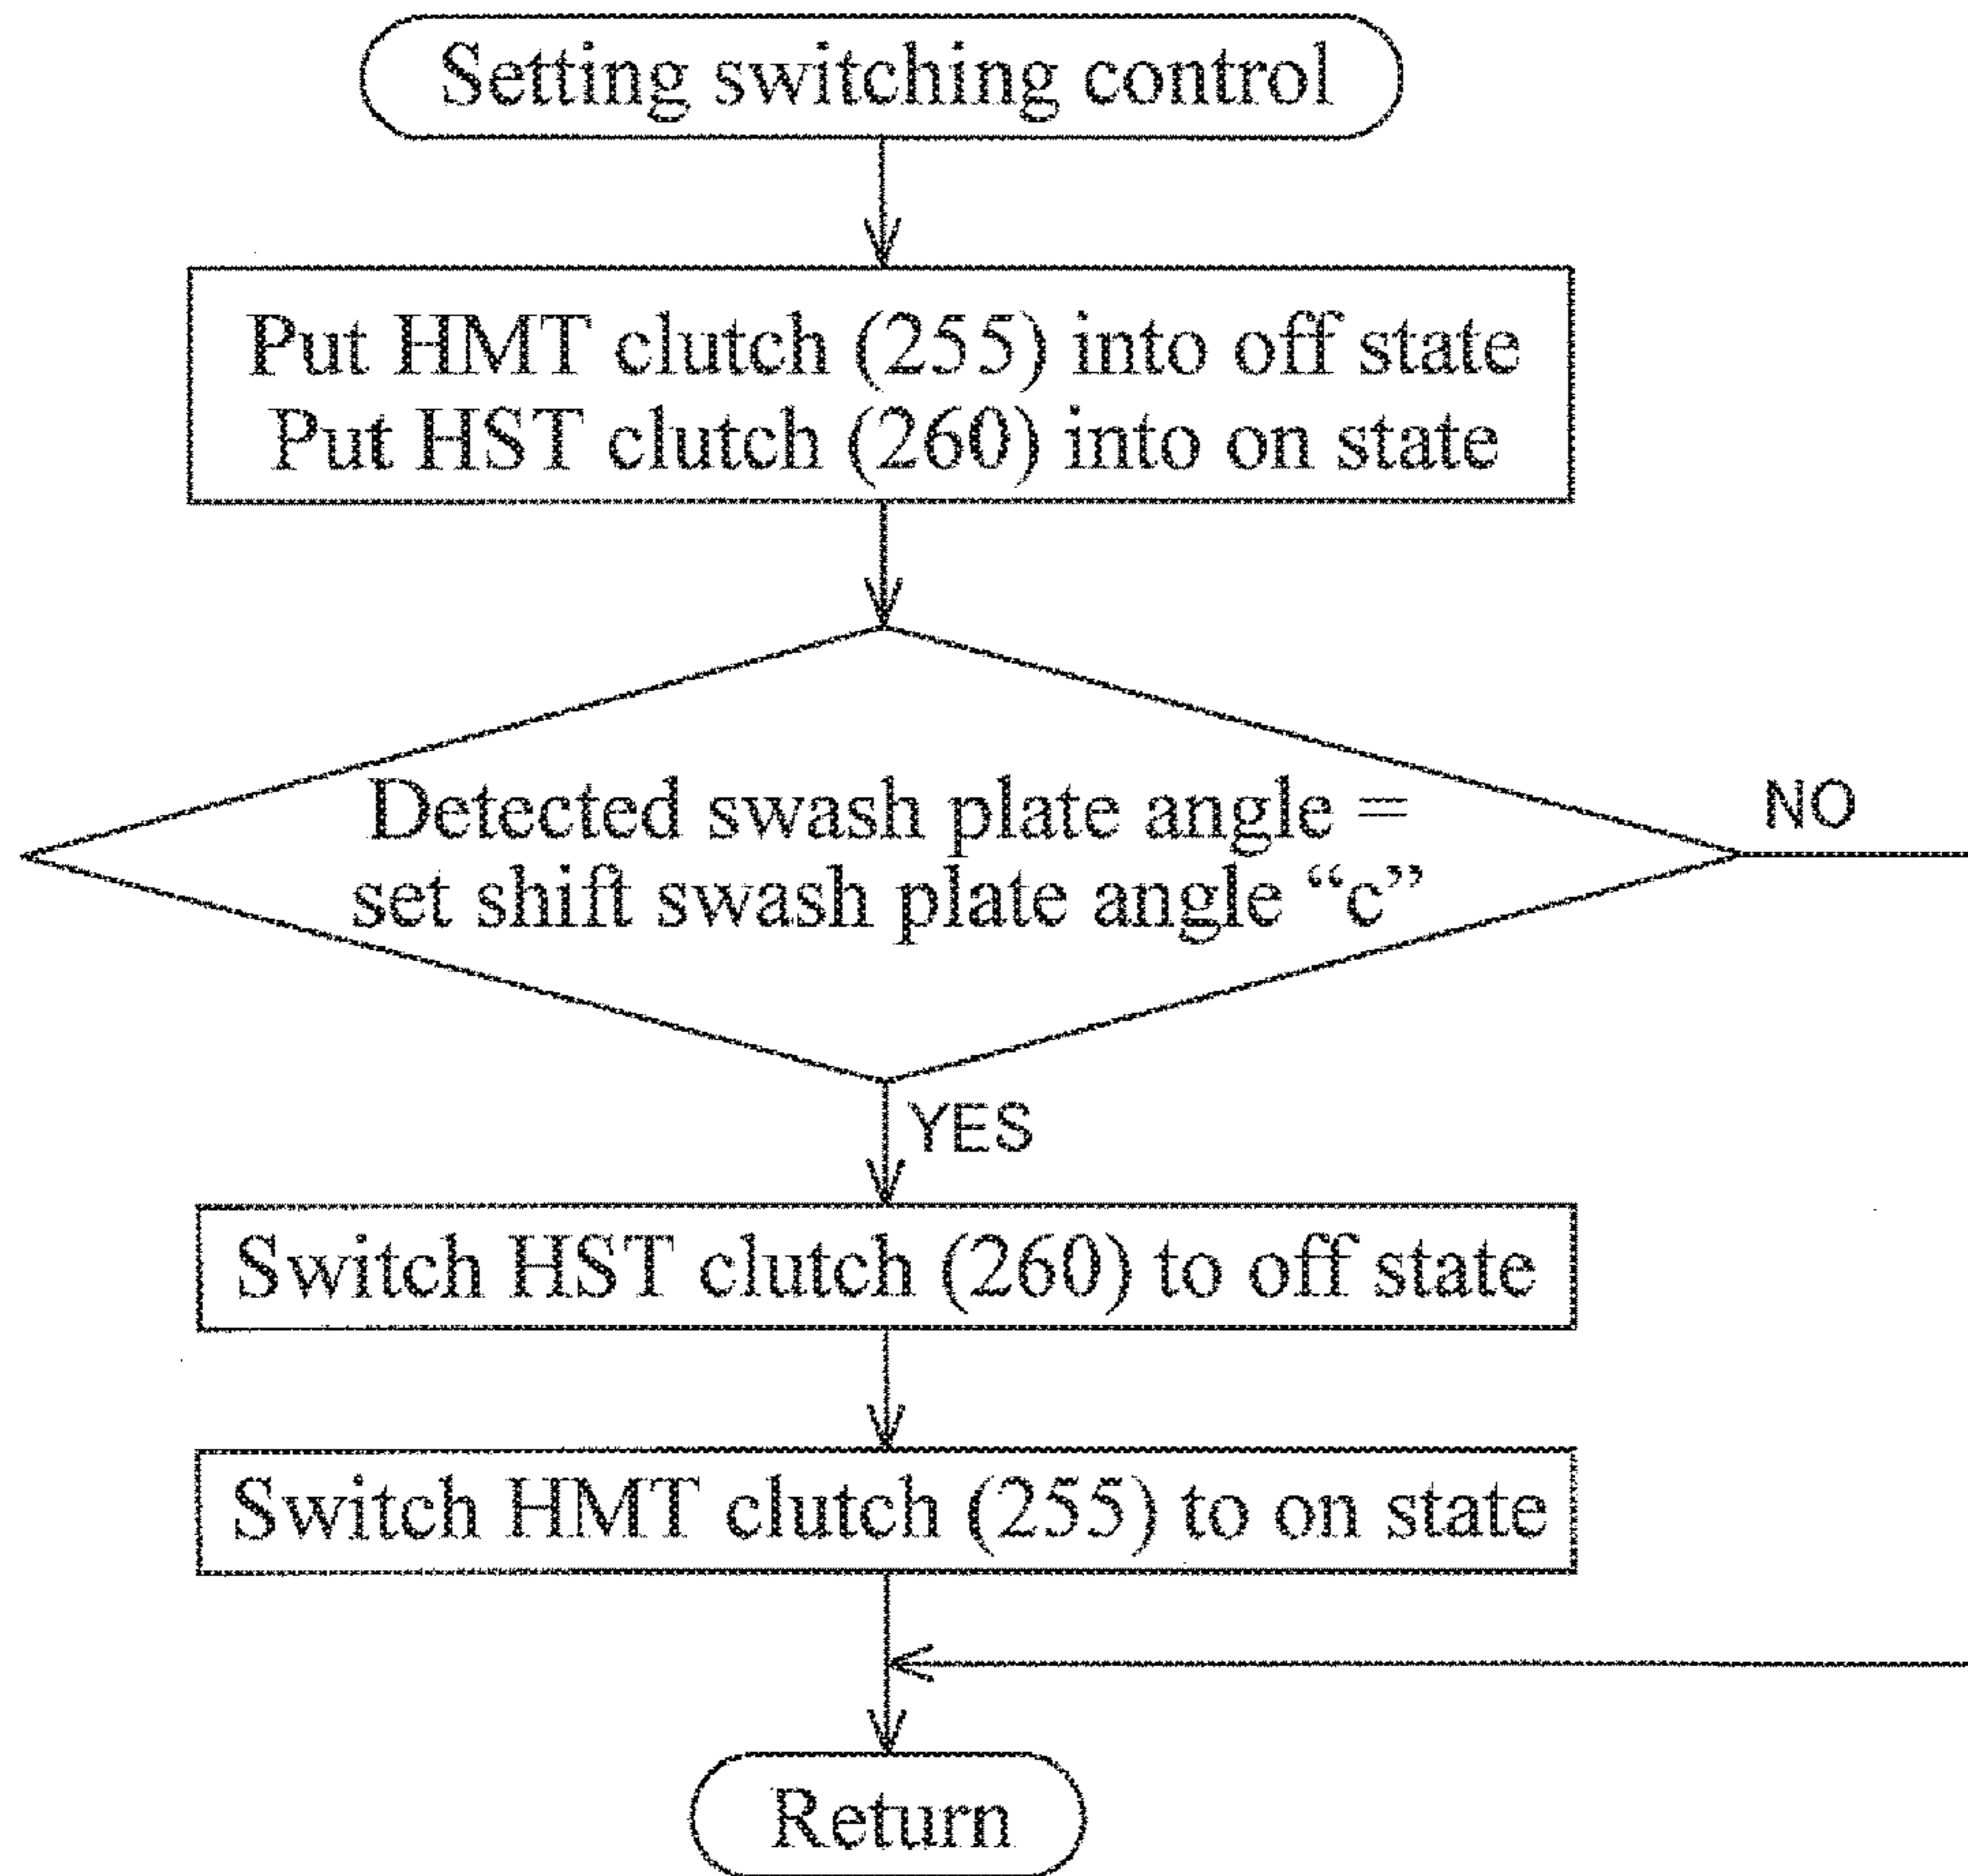 Setting switching control
Put HMT clutch (255) into off state
Put HST clutch (260) into on state
Detected swash plate angle =
set shift swash plate angle “c”
NO
YES
Switch HST clutch (260) to off state
Switch HMT clutch (255) to on state
Return